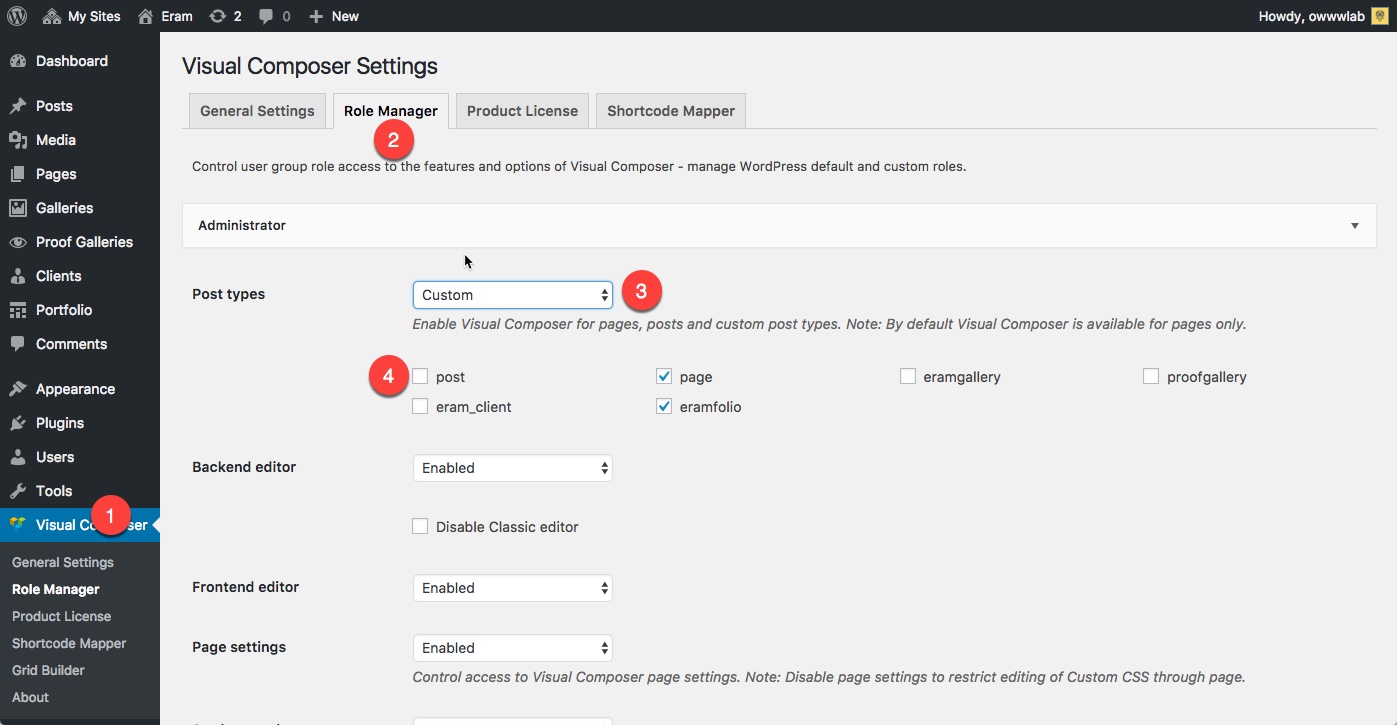 My Sites Eram 2 0 New Howdy, owwwlab
Dashboard
Posts
Media
Pages
Galleries
Proof Galleries
Clients
Portfolio
Comments
Appearance
Plugins
Users
Tools
Visual Co ser
1
General Settings
Role Manager
Product License
Shortcode Mapper
Grid Builder
About
Visual Composer Settings
General Settings Role Manager Product License Shortcode Mapper
2
Control user group role access to the features and options of Visual Composer - manage WordPress default and custom roles.
Administrator
Post types Custom 3
Enable Visual Composer for pages, posts and custom post types. Note: By default Visual Composer is available for pages only.
4 post page eramgallery proofgallery
eram_client eramfolio
Backend editor Enabled
Disable Classic editor
Frontend editor Enabled
Page settings Enabled
Control access to Visual Composer page settings. Note: Disable page settings to restrict editing of Custom CSS through page.